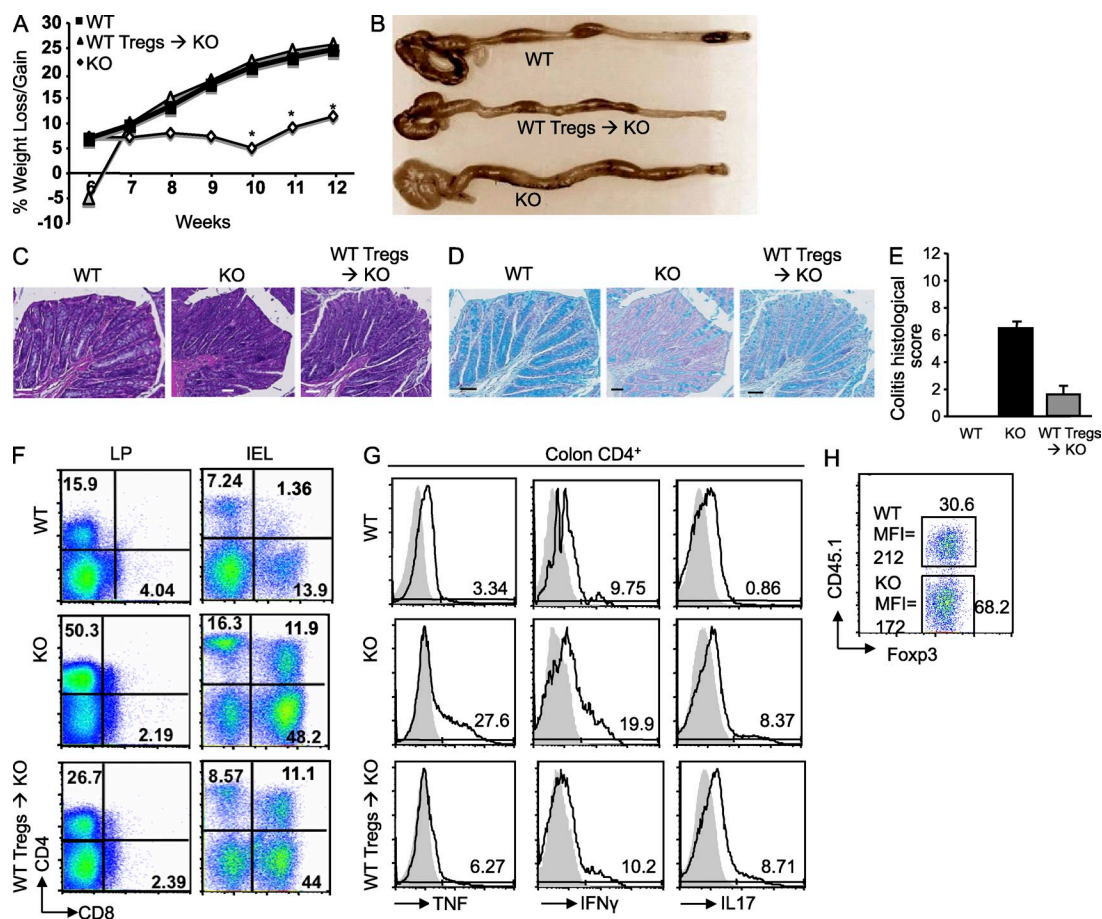 A
% Weight Loss/Gain
30
25
20
15
10
5
0
-5
-10
WT
WT Tregs → KO
KO
*
*
*
6
7
8
9
10
11
12
Weeks
B
WT
WT Tregs → KO
KO
C
WT
KO
WT Tregs
→ KO
D
WT
KO
WT Tregs
→ KO
E
Colitis histological
score
12
10
8
6
4
2
0
WT
KO
WT Tregs
→ KO
F
LP
IEL
WT
15.9
4.04
7.24
1.36
13.9
KO
50.3
2.19
16.3
11.9
48.2
WT Tregs → KO
26.7
2.39
8.57
11.1
44
CD4
CD8
G
Colon CD4⁺
WT
3.34
9.75
0.86
KO
27.6
19.9
8.37
WT Tregs → KO
6.27
10.2
8.71
TNF
IFNγ
IL17
H
30.6
WT
MFI=
212
KO
MFI=
172
68.2
CD45.1
Foxp3